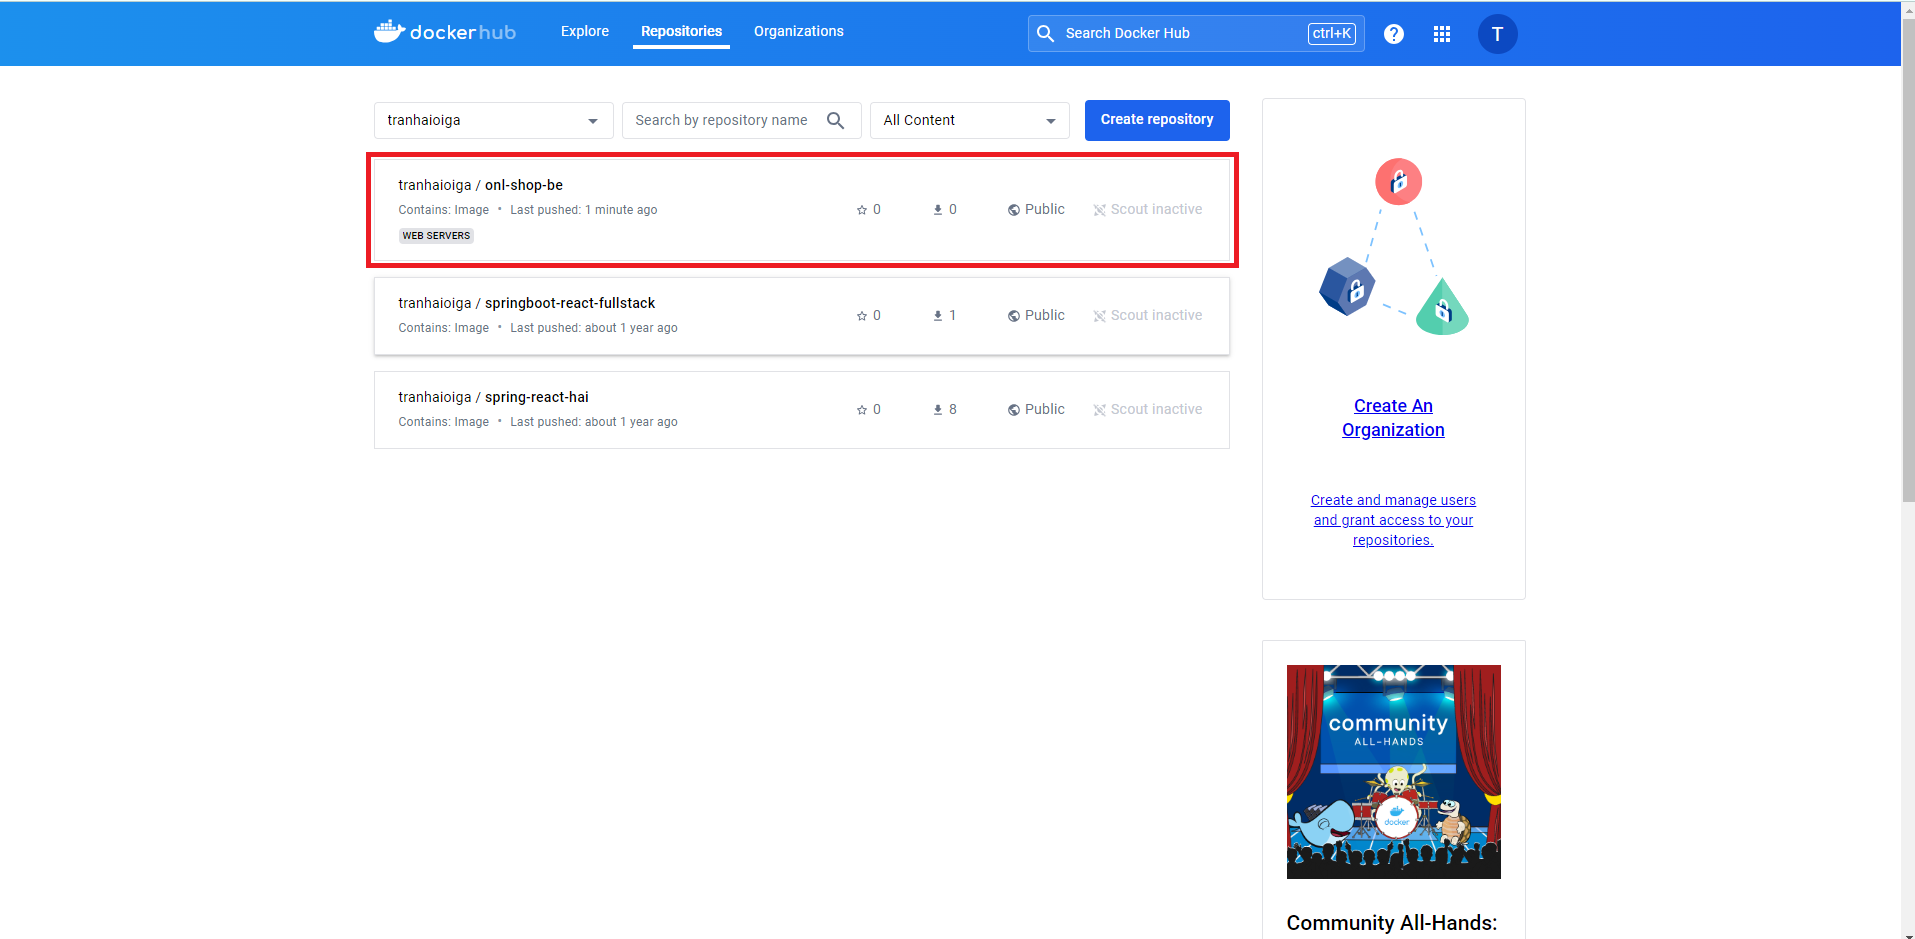 docker hub
Explore
Repositories
Organizations
Search Docker Hub
ctrl+K
?
T
tranhaioiga
Search by repository name
All Content
Create repository
tranhaioiga / onl-shop-be
Contains: Image • Last pushed: 1 minute ago
0
0
Public
Scout inactive
WEB SERVERS
tranhaioiga / springboot-react-fullstack
Contains: Image • Last pushed: about 1 year ago
0
1
Public
Scout inactive
tranhaioiga / spring-react-hai
Contains: Image • Last pushed: about 1 year ago
0
8
Public
Scout inactive
Create An
Organization
Create and manage users
and grant access to your
repositories.
community
ALL-HANDS
docker
Community All-Hands: